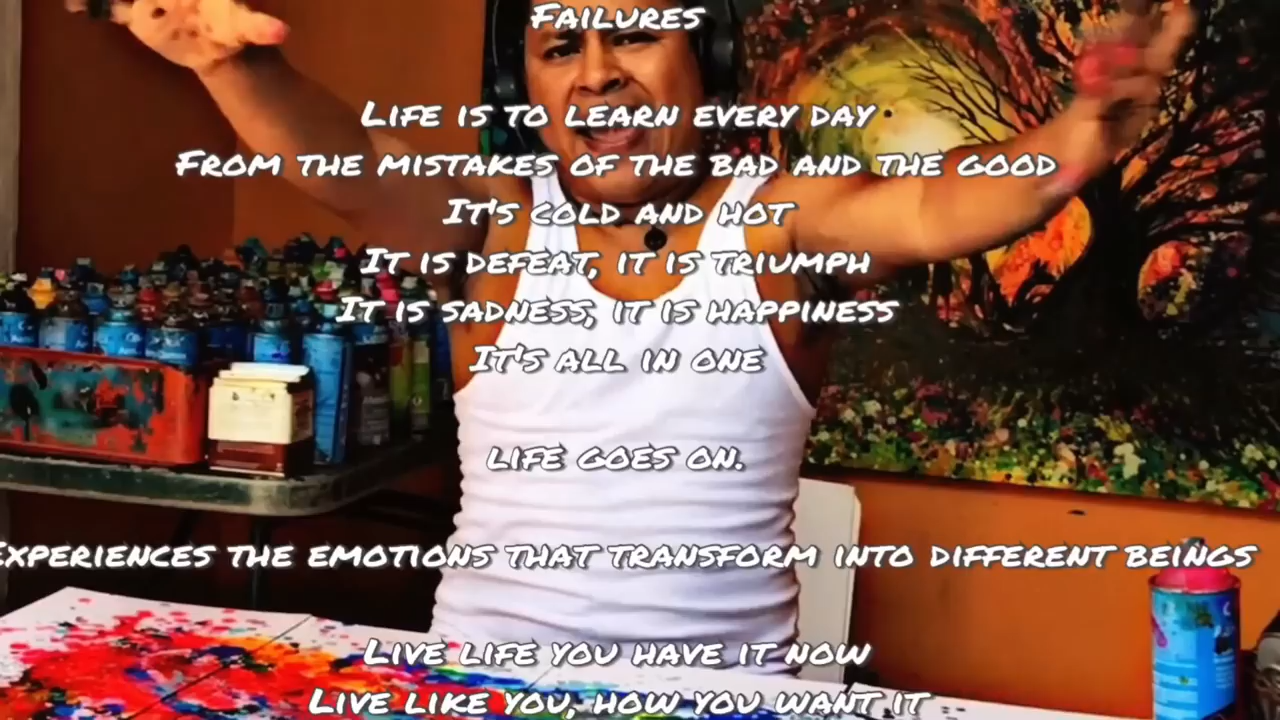 Failures
Life is to learn every day
From the mistakes of the bad and the good
It's cold and hot
It is defeat, it is triumph
It is sadness, it is happiness
It's all in one
life goes on.
Experiences the emotions that transform into different beings
Live life you have it now
Live like you, how you want it